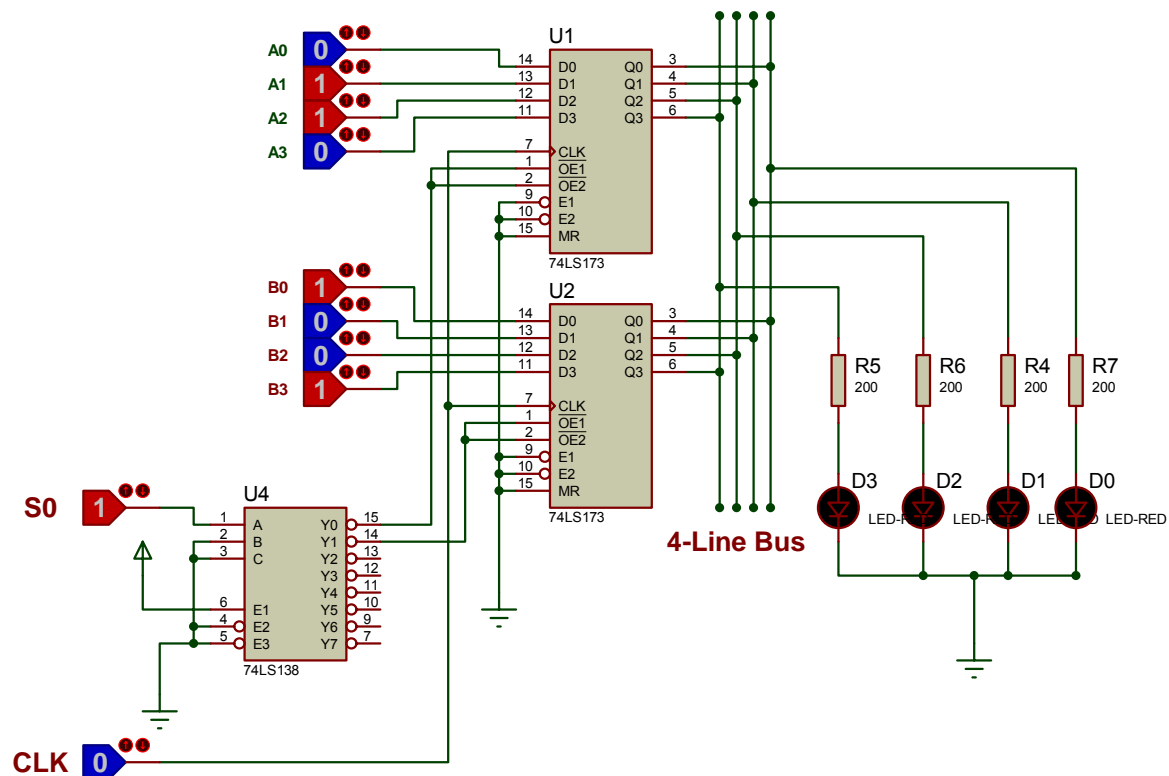 A0 0
A1 1
A2 1
A3 0
U1
14 D0 Q0 3
13 D1 Q1 4
12 D2 Q2 5
11 D3 Q3 6
7 CLK
1 OE1
2 OE2
9 E1
10 E2
15 MR
74LS173
B0 1
B1 0
B2 0
B3 1
U2
14 D0 Q0 3
13 D1 Q1 4
12 D2 Q2 5
11 D3 Q3 6
7 CLK
1 OE1
2 OE2
9 E1
10 E2
15 MR
74LS173
R5
200
R6
200
R4
200
R7
200
S0 1
U4
1 A Y0 15
2 B Y1 14
3 C Y2 13
Y3 12
Y4 11
6 E1 Y5 10
4 E2 Y6 9
5 E3 Y7 7
74LS138
4-Line Bus
D3
D2
D1
D0
LED-RED
CLK 0